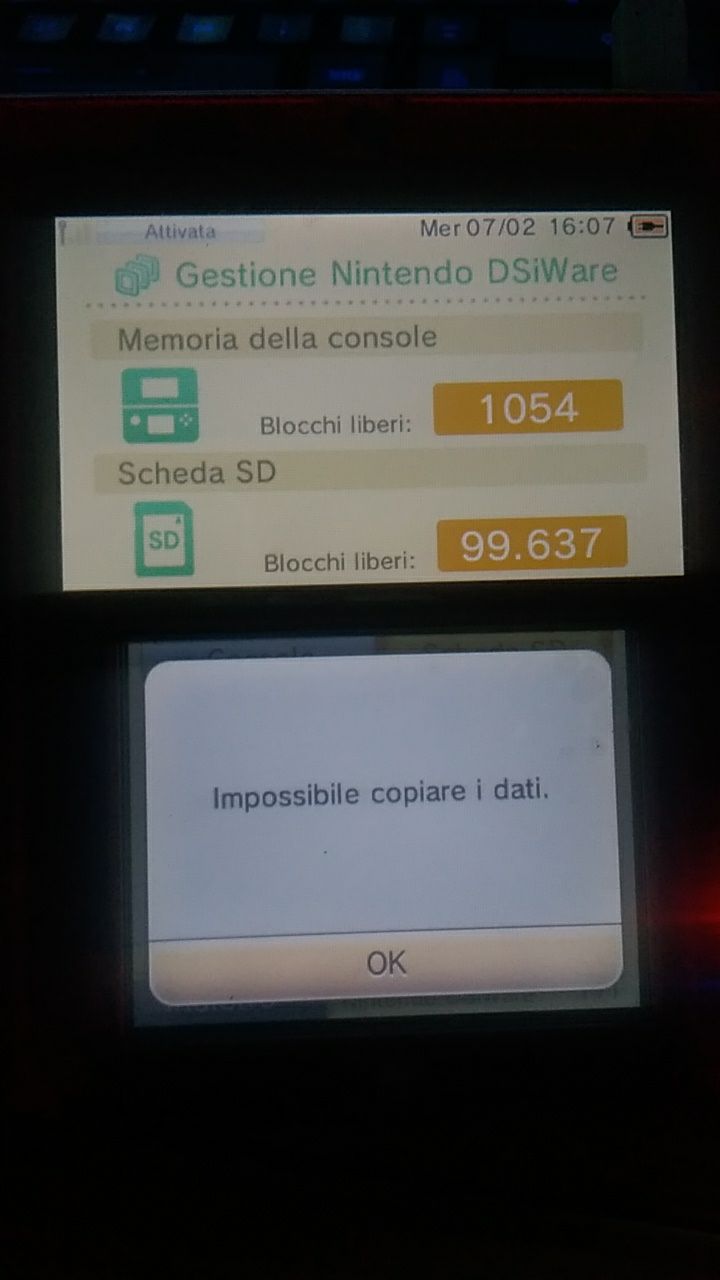 Attivata
Mer 07/02 16:07
Gestione Nintendo DSiWare
Memoria della console
Blocchi liberi: 1054
Scheda SD
SD
Blocchi liberi: 99.637
Impossibile copiare i dati.
OK